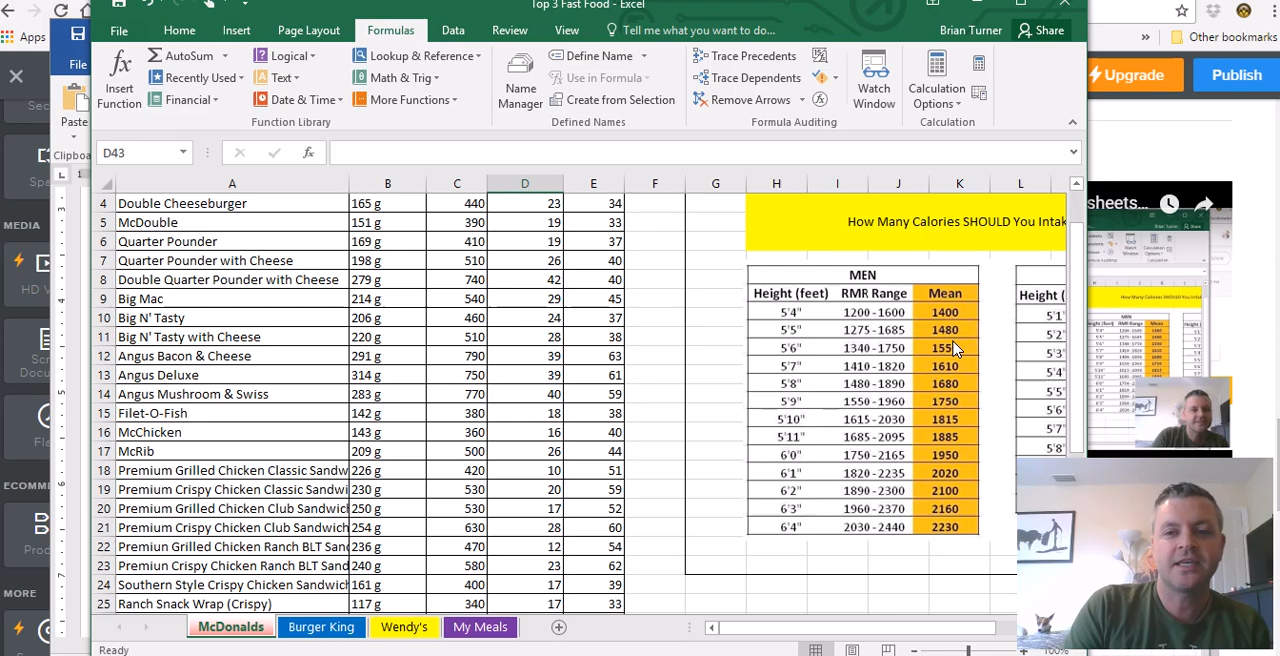 Top 3 Fast Food - Excel
Apps
Other bookmarks
File Home Insert Page Layout Formulas Data Review View Tell me what you want to do... Brian Turner Share
File
Upgrade Publish
Insert Function
AutoSum
Recently Used
Financial
Logical
Text
Date & Time
Lookup & Reference
Math & Trig
More Functions
Function Library
Name Manager
Define Name
Use in Formula
Create from Selection
Defined Names
Trace Precedents
Trace Dependents
Remove Arrows
Formula Auditing
Watch Window
Calculation Options
Calculation
Paste
Clipboa
MEDIA
HD V
MORE
D43 fx
A B C D E F G H I J K L
4 Double Cheeseburger 165 g 440 23 34
5 McDouble 151 g 390 19 33
6 Quarter Pounder 169 g 410 19 37
7 Quarter Pounder with Cheese 198 g 510 26 40
8 Double Quarter Pounder with Cheese 279 g 740 42 40
9 Big Mac 214 g 540 29 45
10 Big N' Tasty 206 g 460 24 37
11 Big N' Tasty with Cheese 220 g 510 28 38
12 Angus Bacon & Cheese 291 g 790 39 63
13 Angus Deluxe 314 g 750 39 61
14 Angus Mushroom & Swiss 283 g 770 40 59
15 Filet-O-Fish 142 g 380 18 38
16 McChicken 143 g 360 16 40
17 McRib 209 g 500 26 44
18 Premium Grilled Chicken Classic Sandw 226 g 420 10 51
19 Premium Crispy Chicken Classic Sandwi 230 g 530 20 59
20 Premium Grilled Chicken Club Sandwich 250 g 530 17 52
21 Premium Crispy Chicken Club Sandwich 254 g 630 28 60
22 Premiun Grilled Chicken Ranch BLT Sand 236 g 470 12 54
23 Premium Crispy Chicken Ranch BLT Sand 240 g 580 23 62
24 Southern Style Crispy Chicken Sandwich 161 g 400 17 39
25 Ranch Snack Wrap (Crispy) 117 g 340 17 33
How Many Calories SHOULD You Intak
MEN
Height (feet) RMR Range Mean
5'4" 1200-1600 1400
5'5" 1275-1685 1480
5'6" 1340-1750 155
5'7" 1410-1820 1610
5'8" 1480-1890 1680
5'9" 1550-1960 1750
5'10" 1615-2030 1815
5'11" 1685-2095 1885
6'0" 1750-2165 1950
6'1" 1820-2235 2020
6'2" 1890-2300 2100
6'3" 1960-2370 2160
6'4" 2030-2440 2230
Height (
5'1"
5'2"
5'3"
5'4"
5'5"
5'6"
5'7"
5'8"
sheets...
McDonalds Burger King Wendy's My Meals
Ready
100%